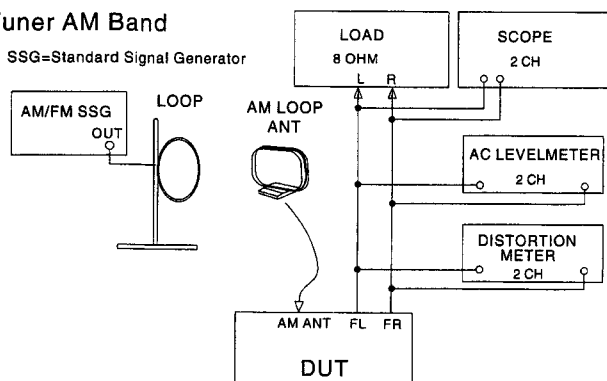 Tuner AM Band
SSG=Standard Signal Generator
AM/FM SSG
OUT
LOOP
AM LOOP
ANT
LOAD
8 OHM
L R
SCOPE
2 CH
AC LEVELMETER
2 CH
DISTORTION
METER
2 CH
AM ANT FL FR
DUT